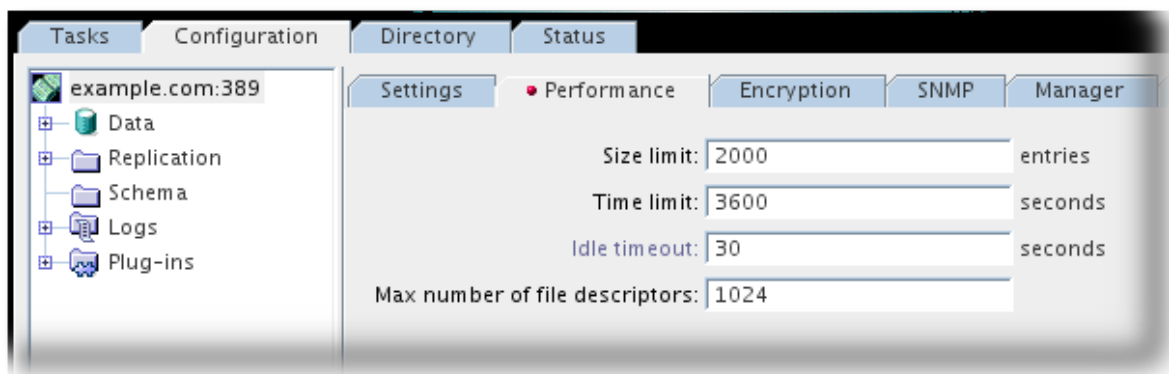 Tasks Configuration Directory Status
example.com:389
Data
Replication
Schema
Logs
Plug-ins
Settings Performance Encryption SNMP Manager
Size limit: 2000 entries
Time limit: 3600 seconds
Idle timeout: 30 seconds
Max number of file descriptors: 1024